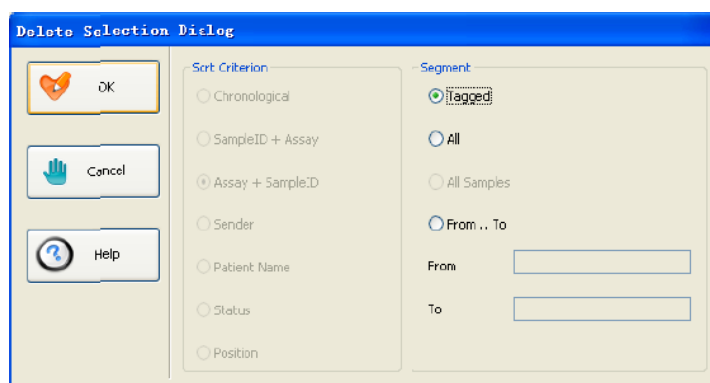 Delete Selection Dialog
OK
Cancel
Help
Sort Criterion
Chronological
SampleID + Assay
Assay + SampleID
Sender
Patient Name
Status
Position
Segment
Tagged
All
All Samples
From .. To
From
To